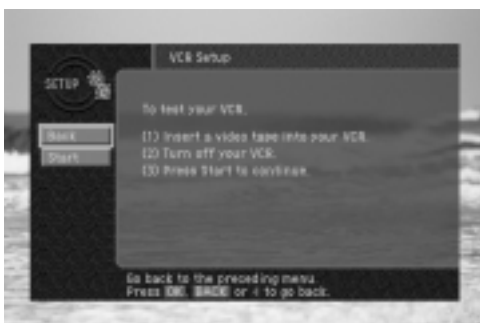 VCR Setup
SETUP
To test your VCR,
Back
(1) Insert a video tape into your VCR.
Start
(2) Turn off your VCR.
(3) Press Start to continue.
Go back to the preceding menu.
Press OK, BACK or ◂ to go back.